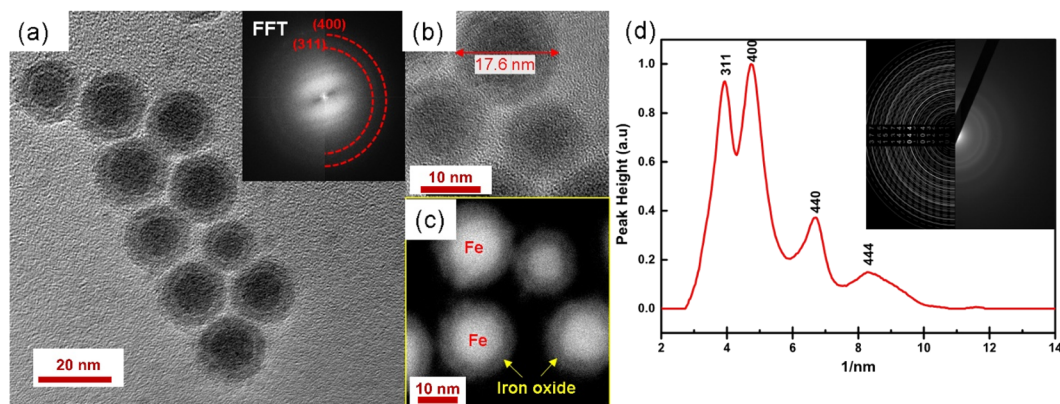 (a)
FFT
(400)
(311)
20 nm
(b)
17.6 nm
10 nm
(c)
Fe
Fe
Iron oxide
10 nm
(d)
311
400
440
444
Peak Height (a.u)
1.0
0.8
0.6
0.4
0.2
0.0
2 4 6 8 10 12 14
1/nm